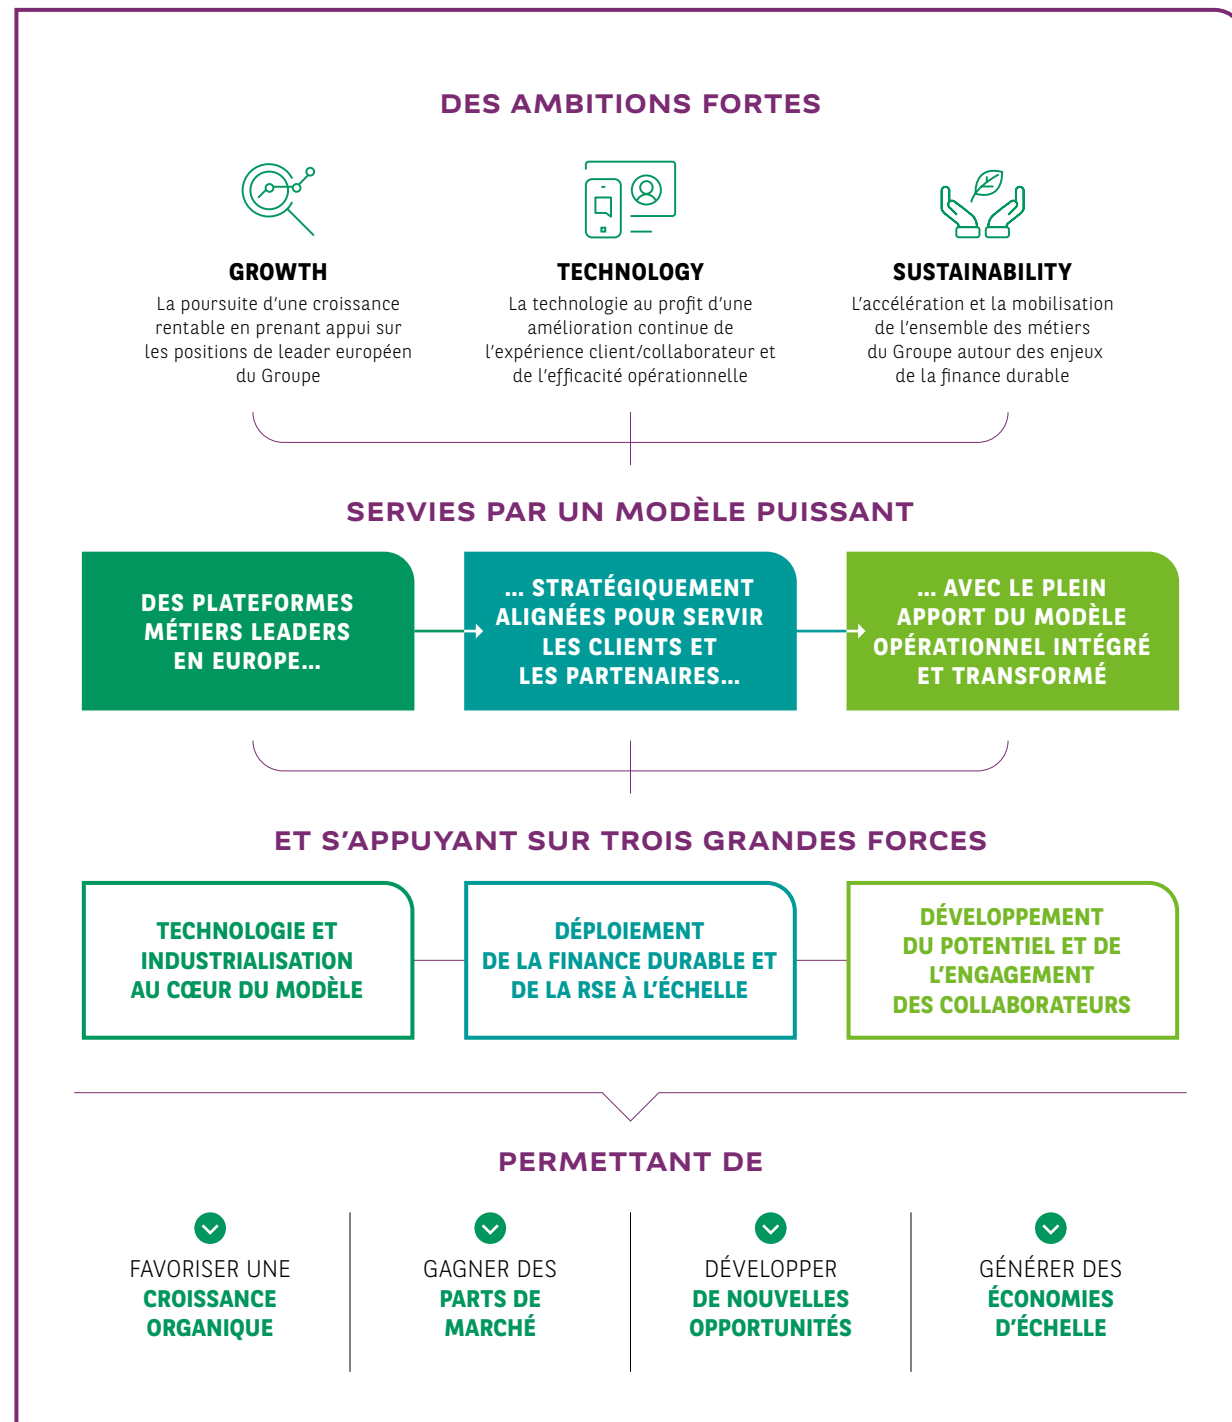 DES AMBITIONS FORTES
GROWTH
La poursuite d'une croissance
rentable en prenant appui sur
les positions de leader européen
du Groupe
TECHNOLOGY
La technologie au profit d'une
amélioration continue de
l'expérience client/collaborateur et
de l'efficacité opérationnelle
SUSTAINABILITY
L'accélération et la mobilisation
de l'ensemble des métiers
du Groupe autour des enjeux
de la finance durable
SERVIES PAR UN MODÈLE PUISSANT
DES PLATEFORMES
MÉTIERS LEADERS
EN EUROPE...
... STRATÉGIQUEMENT
ALIGNÉES POUR SERVIR
LES CLIENTS ET
LES PARTENAIRES...
... AVEC LE PLEIN
APPORT DU MODÈLE
OPÉRATIONNEL INTÉGRÉ
ET TRANSFORMÉ
ET S'APPUYANT SUR TROIS GRANDES FORCES
TECHNOLOGIE ET
INDUSTRIALISATION
AU CŒUR DU MODÈLE
DÉPLOIEMENT
DE LA FINANCE DURABLE ET
DE LA RSE À L'ÉCHELLE
DÉVELOPPEMENT
DU POTENTIEL ET DE
L'ENGAGEMENT
DES COLLABORATEURS
PERMETTANT DE
FAVORISER UNE
CROISSANCE
ORGANIQUE
GAGNER DES
PARTS DE
MARCHÉ
DÉVELOPPER
DE NOUVELLES
OPPORTUNITÉS
GÉNÉRER DES
ÉCONOMIES
D'ÉCHELLE